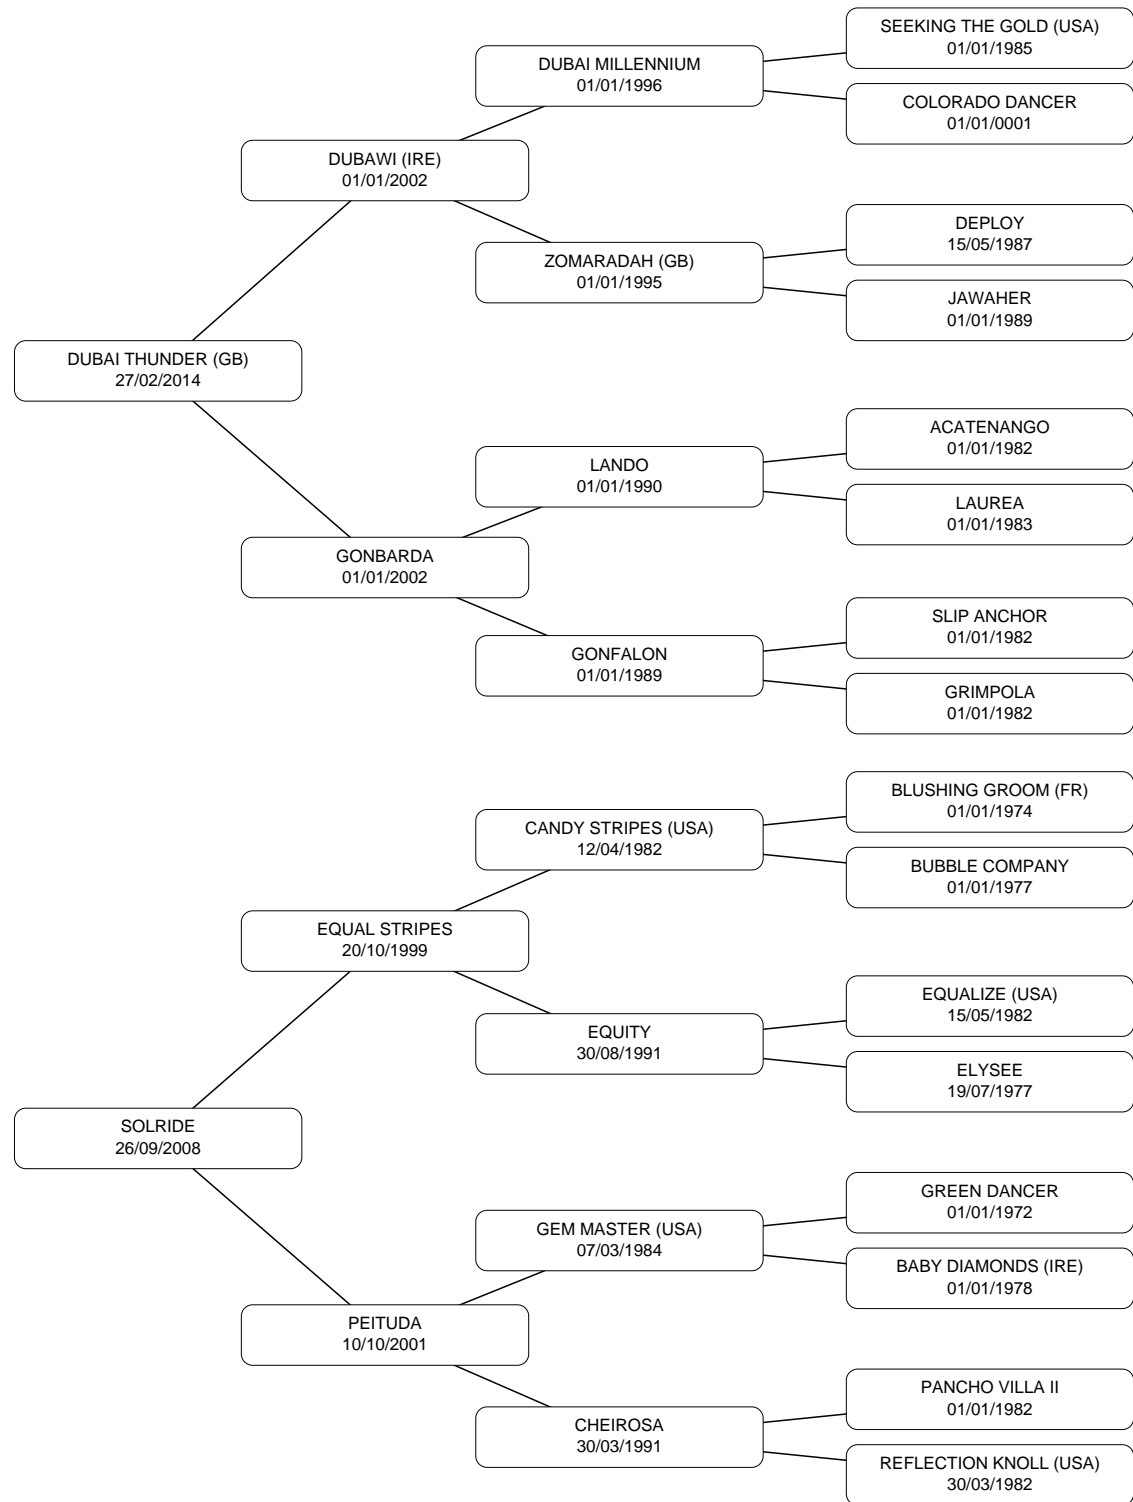 SEEKING THE GOLD (USA)
01/01/1985
DUBAI MILLENNIUM
01/01/1996
COLORADO DANCER
01/01/0001
DUBAWI (IRE)
01/01/2002
DEPLOY
15/05/1987
ZOMARADAH (GB)
01/01/1995
JAWAHER
01/01/1989
DUBAI THUNDER (GB)
27/02/2014
ACATENANGO
01/01/1982
LANDO
01/01/1990
LAUREA
01/01/1983
GONBARDA
01/01/2002
SLIP ANCHOR
01/01/1982
GONFALON
01/01/1989
GRIMPOLA
01/01/1982
BLUSHING GROOM (FR)
01/01/1974
CANDY STRIPES (USA)
12/04/1982
BUBBLE COMPANY
01/01/1977
EQUAL STRIPES
20/10/1999
EQUALIZE (USA)
15/05/1982
EQUITY
30/08/1991
ELYSEE
19/07/1977
SOLRIDE
26/09/2008
GREEN DANCER
01/01/1972
GEM MASTER (USA)
07/03/1984
BABY DIAMONDS (IRE)
01/01/1978
PEITUDA
10/10/2001
PANCHO VILLA II
01/01/1982
CHEIROSA
30/03/1991
REFLECTION KNOLL (USA)
30/03/1982